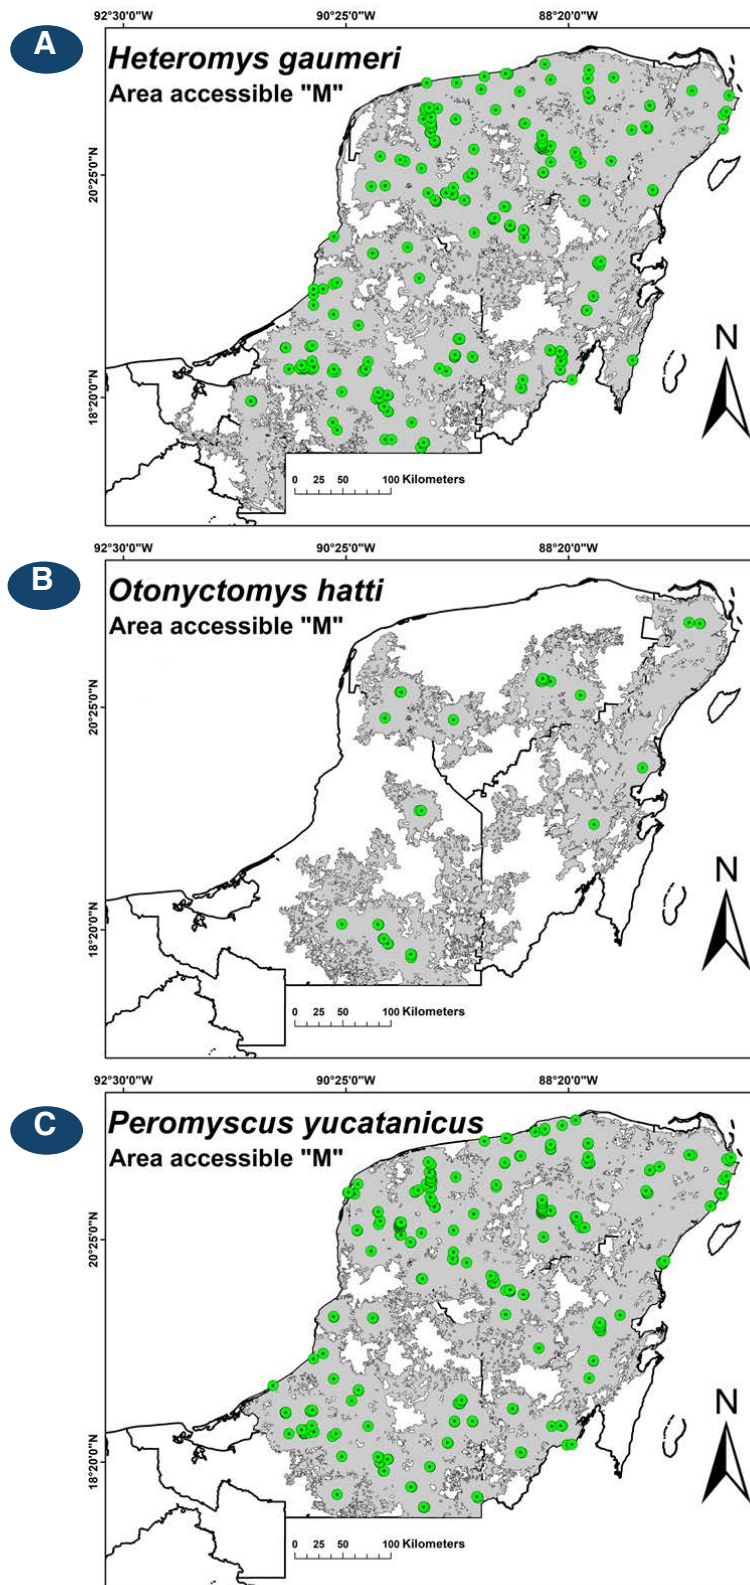 92°30'0"W 90°25'0"W 88°20'0"W
A
Heteromys gaumeri
Area accessible "M"
20°25'0"N
18°20'0"N
N
0 25 50 100 Kilometers
92°30'0"W 90°25'0"W 88°20'0"W
B
Otonyctomys hatti
Area accessible "M"
20°25'0"N
18°20'0"N
N
0 25 50 100 Kilometers
92°30'0"W 90°25'0"W 88°20'0"W
C
Peromyscus yucatanicus
Area accessible "M"
20°25'0"N
18°20'0"N
N
0 25 50 100 Kilometers